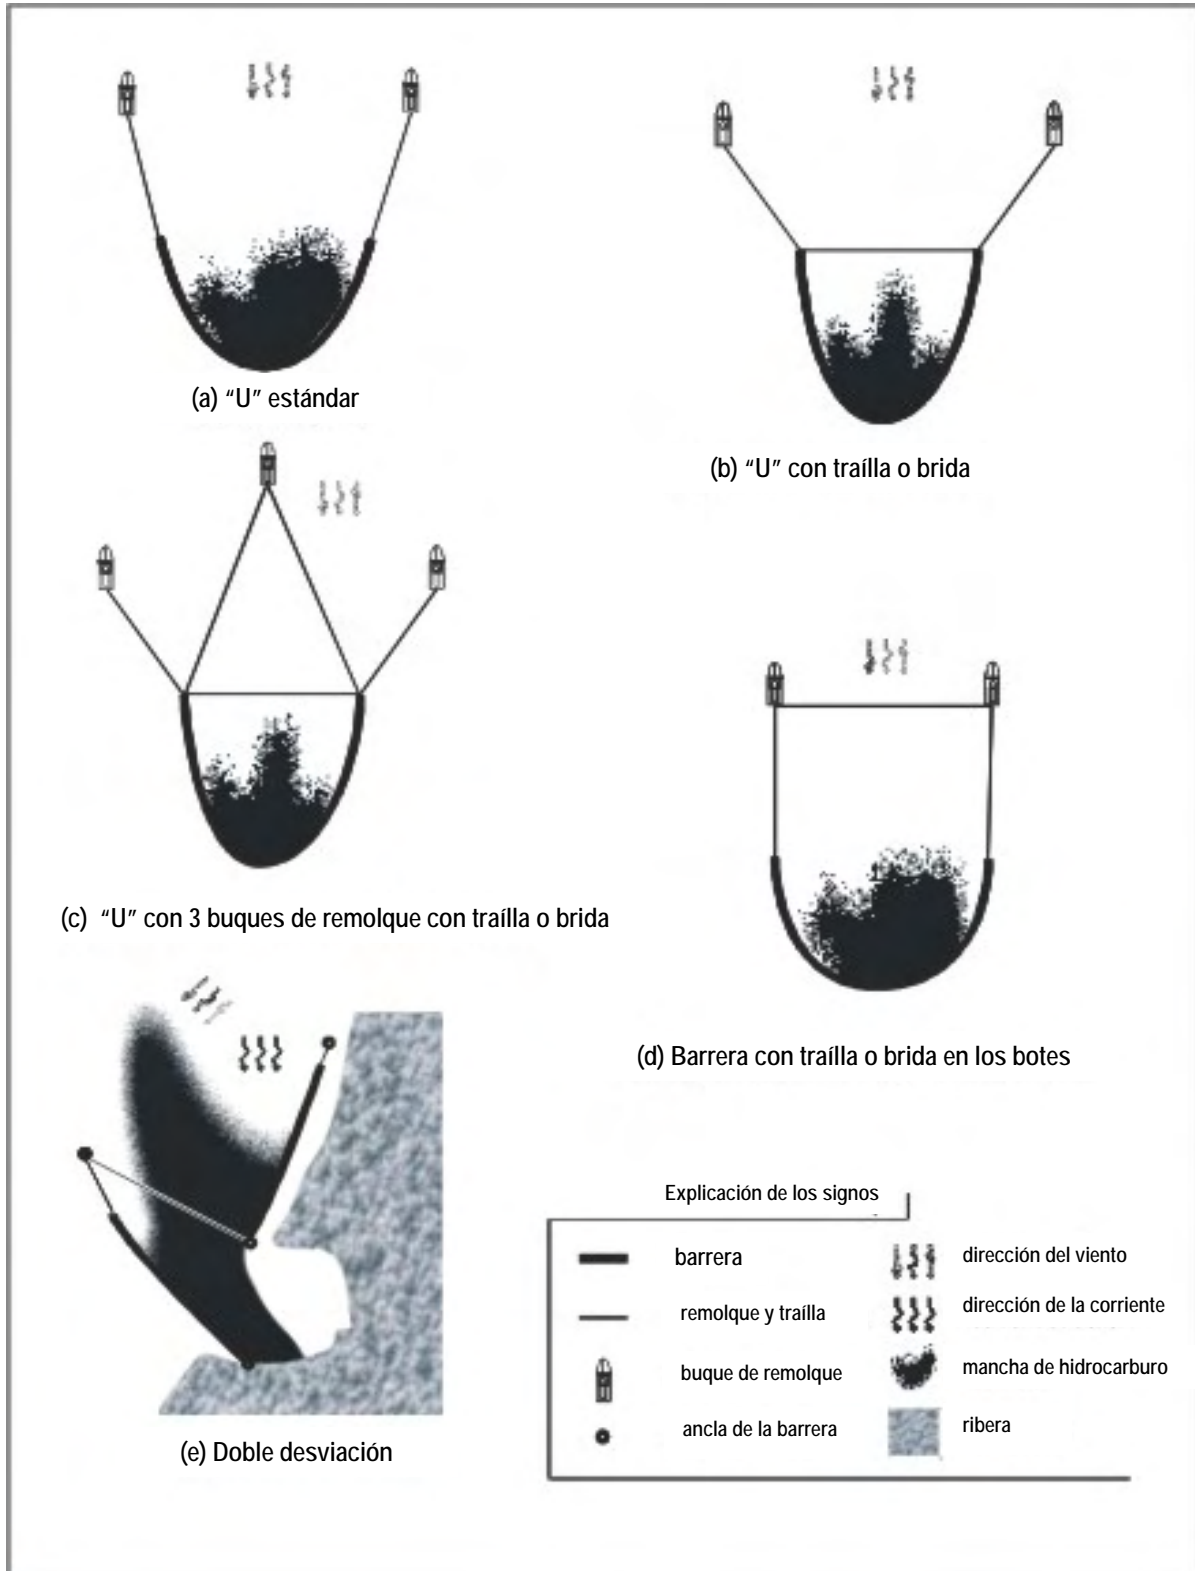 (a) “U” estándar
(b) “U” con traílla o brida
(c) “U” con 3 buques de remolque con traílla o brida
(d) Barrera con traílla o brida en los botes
(e) Doble desviación
Explicación de los signos
barrera
remolque y traílla
buque de remolque
ancla de la barrera
dirección del viento
dirección de la corriente
mancha de hidrocarburo
ribera